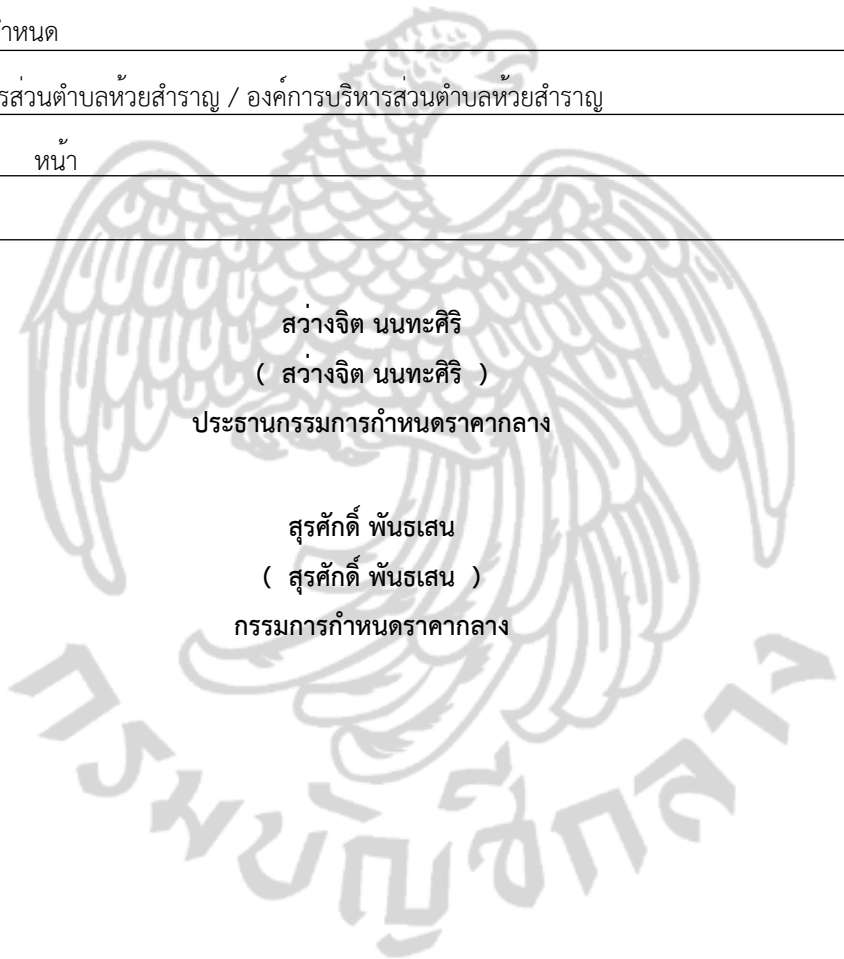 กำหนด
รส่วนตำบลห้วยสำราญ / องค์การบริหารส่วนตำบลห้วยสำราญ
หน้า
สว่างจิต นนทะศิริ
( สว่างจิต นนทะศิริ )
ประธานกรรมการกำหนดราคากลาง
สุรศักดิ์ พันธเสน
( สุรศักดิ์ พันธเสน )
กรรมการกำหนดราคากลาง
กรมบัญชีกลาง